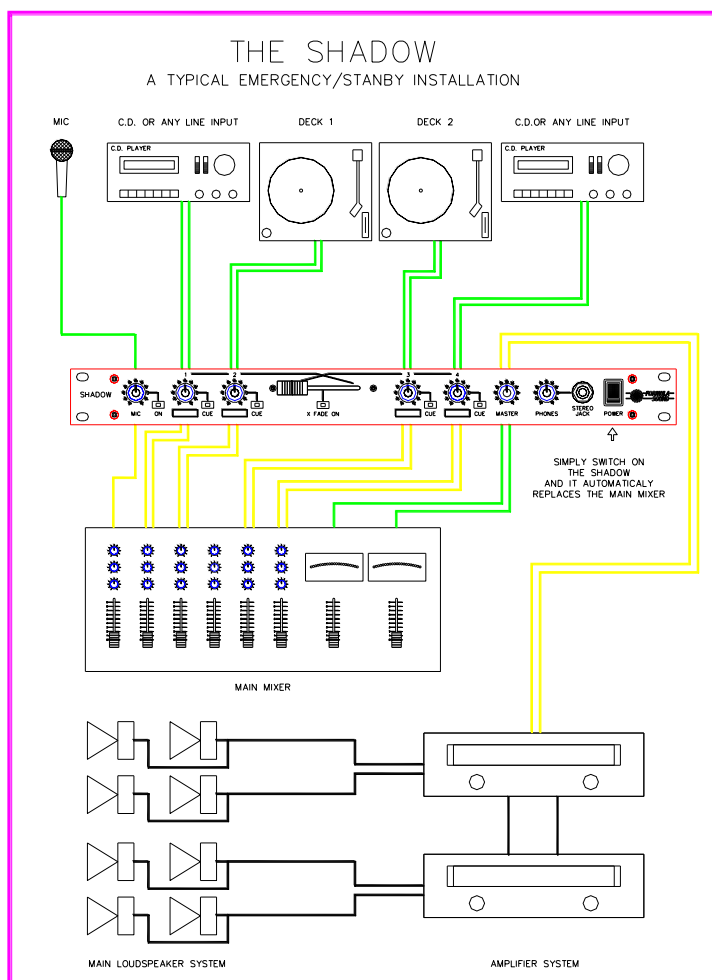 THE SHADOW
A TYPICAL EMERGENCY/STANBY INSTALLATION
MIC
C.D. OR ANY LINE INPUT
DECK 1
DECK 2
C.D.OR ANY LINE INPUT
C.D. PLAYER
C.D. PLAYER
1
2
3
4
SHADOW
MIC
ON
CUE
CUE
X FADE ON
CUE
CUE
MASTER
PHONES
STEREO
JACK
POWER
FORMULA
SOUND
SIMPLY SWITCH ON
THE SHADOW
AND IT AUTOMATICALY
REPLACES THE MAIN MIXER
MAIN MIXER
MAIN LOUDSPEAKER SYSTEM
AMPLIFIER SYSTEM